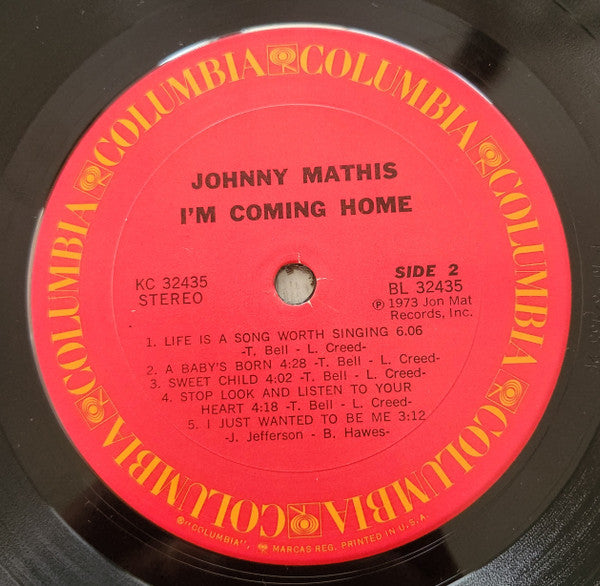 COLUMBIA COLUMBIA COLUMBIA COLUMBIA COLUMBIA COLUMBIA
JOHNNY MATHIS
I'M COMING HOME
KC 32435
STEREO
SIDE 2
BL 32435
Ⓟ 1973 Jon Mat
Records, Inc.
1. LIFE IS A SONG WORTH SINGING 6.06
-T. Bell - L. Creed-
2. A BABY'S BORN 4:28 -T. Bell - L. Creed-
3. SWEET CHILD 4:02 -T. Bell - L. Creed-
4. STOP LOOK AND LISTEN TO YOUR
HEART 4:18 -T. Bell - L. Creed-
5. I JUST WANTED TO BE ME 3:12
-J. Jefferson - B. Hawes-
®"COLUMBIA", MARCAS REG. PRINTED IN U.S.A.